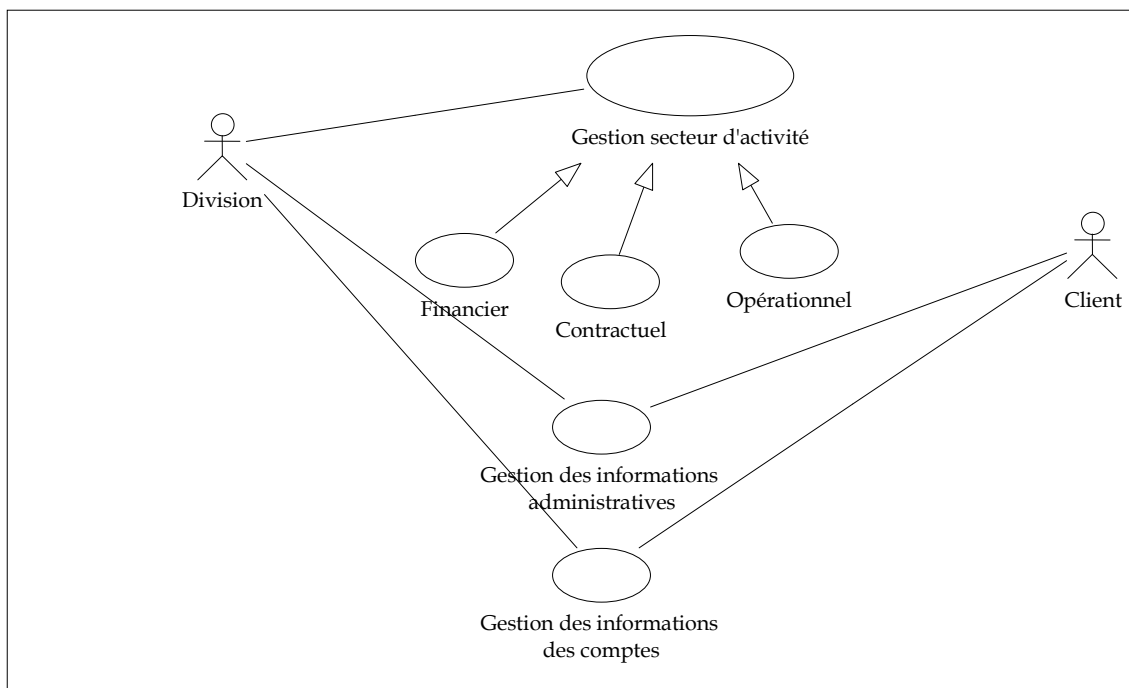 Gestion secteur d'activité
Division
Financier
Contractuel
Opérationnel
Client
Gestion des informations
administratives
Gestion des informations
des comptes